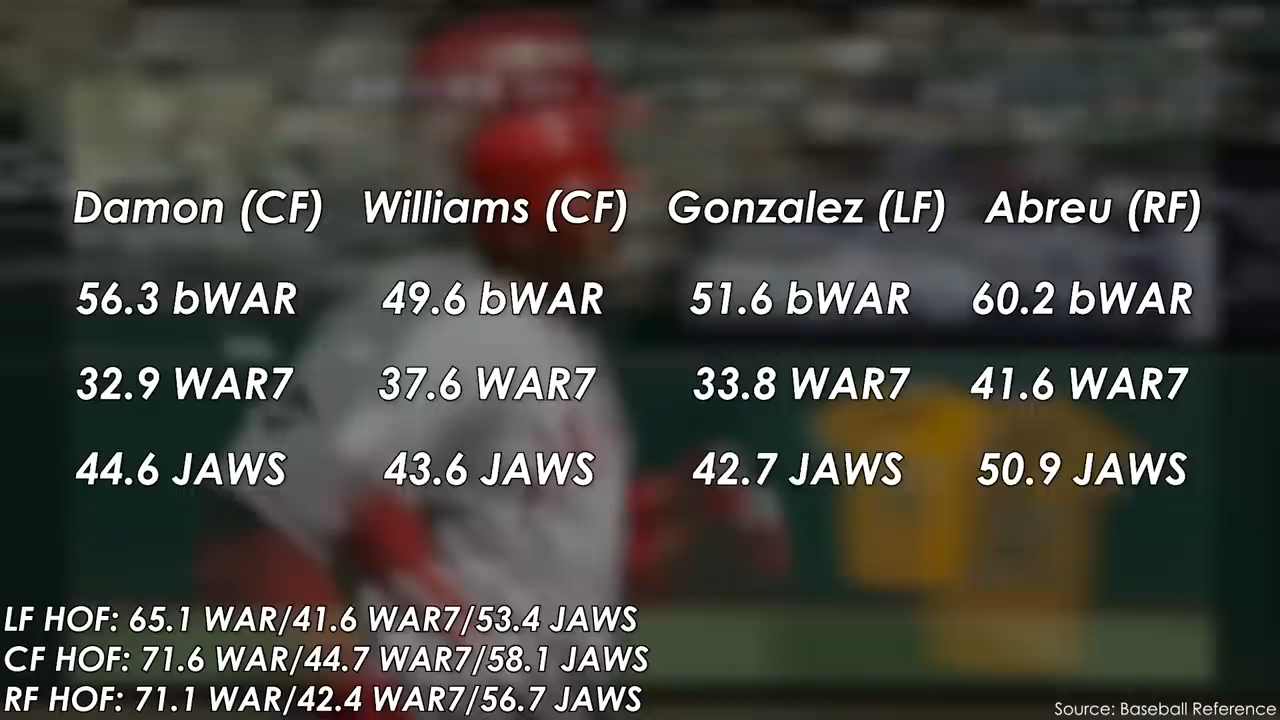 Damon (CF) Williams (CF) Gonzalez (LF) Abreu (RF)
56.3 bWAR 49.6 bWAR 51.6 bWAR 60.2 bWAR
32.9 WAR7 37.6 WAR7 33.8 WAR7 41.6 WAR7
44.6 JAWS 43.6 JAWS 42.7 JAWS 50.9 JAWS
LF HOF: 65.1 WAR/41.6 WAR7/53.4 JAWS
CF HOF: 71.6 WAR/44.7 WAR7/58.1 JAWS
RF HOF: 71.1 WAR/42.4 WAR7/56.7 JAWS
Source: Baseball Reference